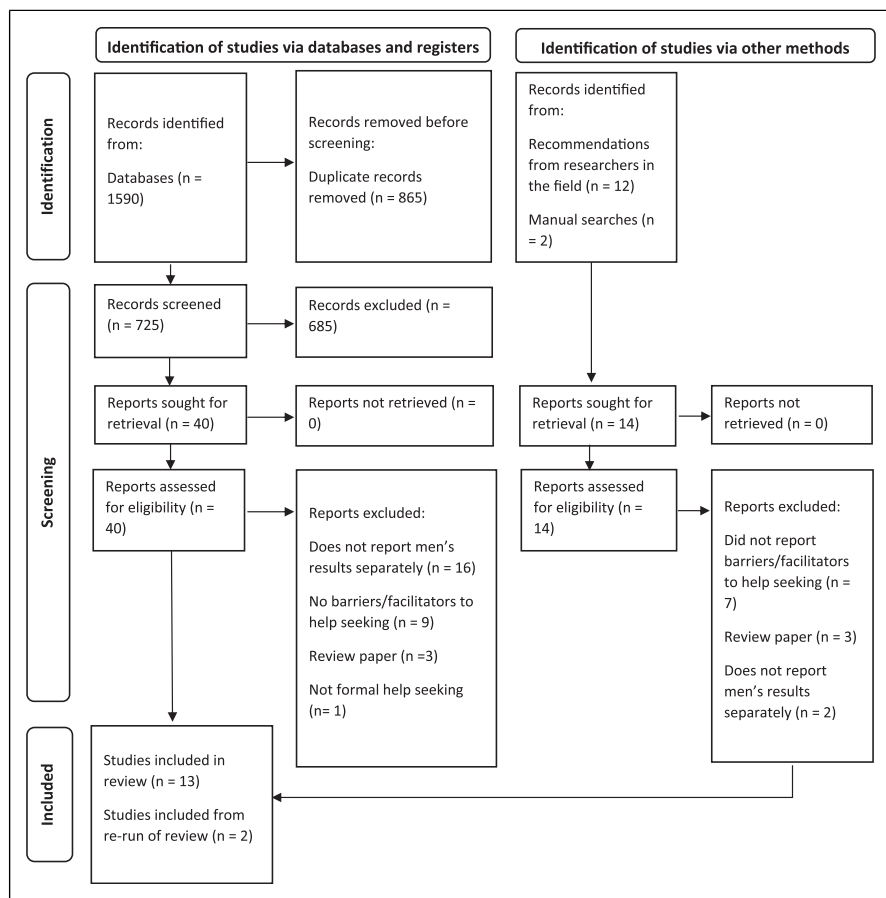 Identification of studies via databases and registers
Identification of studies via other methods
Identification
Records identified
from:
Databases (n =
1590)
Records removed before
screening:
Duplicate records
removed (n = 865)
Records identified
from:
Recommendations
from researchers in
the field (n = 12)
Manual searches (n
= 2)
Screening
Records screened
(n = 725)
Records excluded (n =
685)
Reports sought for
retrieval (n = 40)
Reports not retrieved (n =
0)
Reports sought for
retrieval (n = 14)
Reports not
retrieved (n = 0)
Reports assessed
for eligibility (n =
40)
Reports excluded:
Does not report men's
results separately (n = 16)
No barriers/facilitators to
help seeking (n = 9)
Review paper (n =3)
Not formal help seeking
(n= 1)
Reports assessed
for eligibility (n =
14)
Reports excluded:
Did not report
barriers/facilitators
to help seeking (n =
7)
Review paper (n = 3)
Does not report
men's results
separately (n = 2)
Included
Studies included in
review (n = 13)
Studies included from
re-run of review (n = 2)